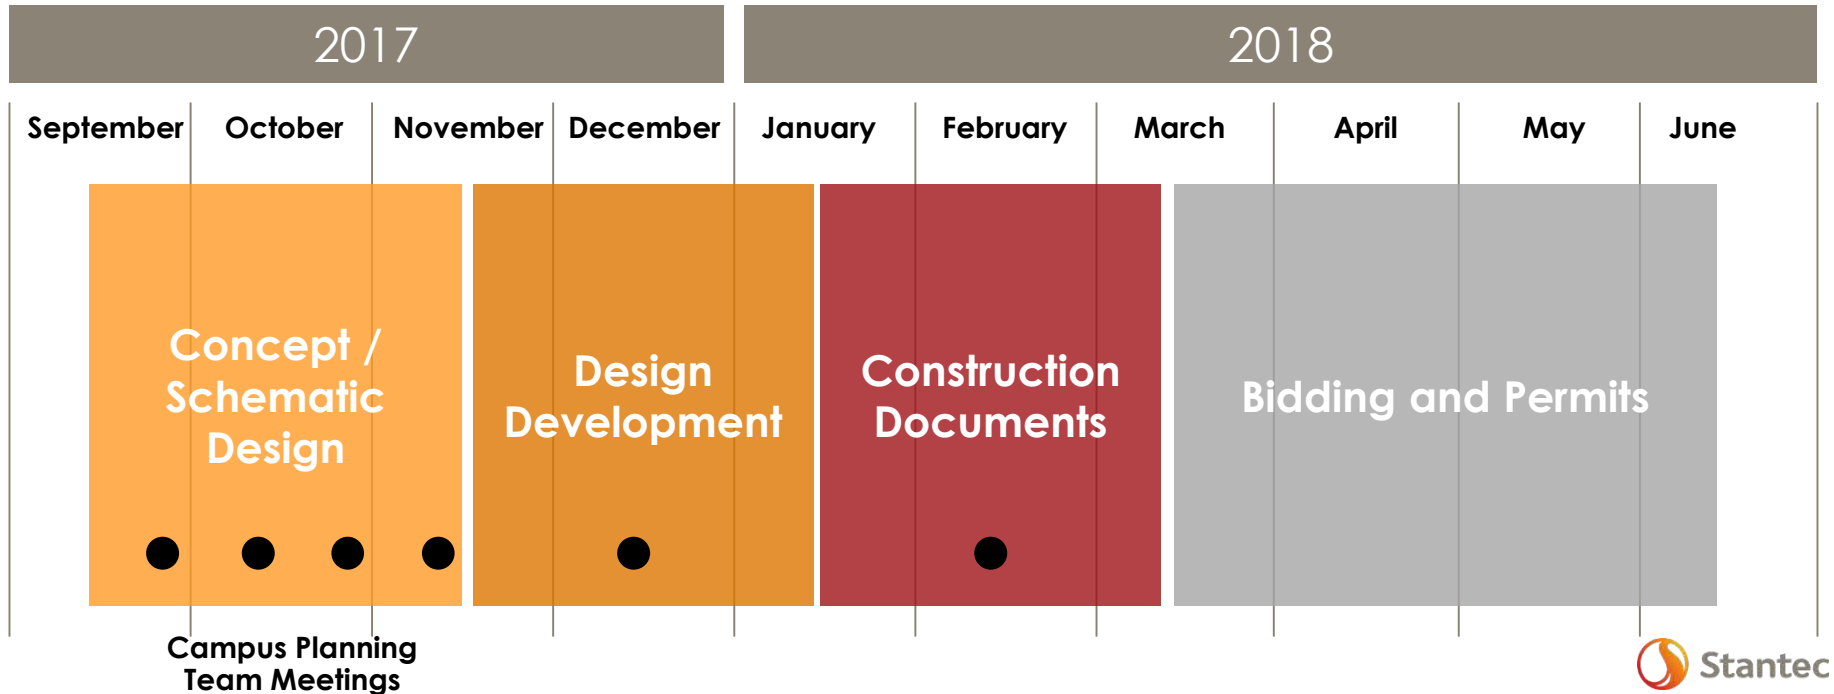 2017
2018
September
October
November
December
January
February
March
April
May
June
Concept /
Schematic
Design
Design
Development
Construction
Documents
Bidding and Permits
Campus Planning
Team Meetings
Stantec